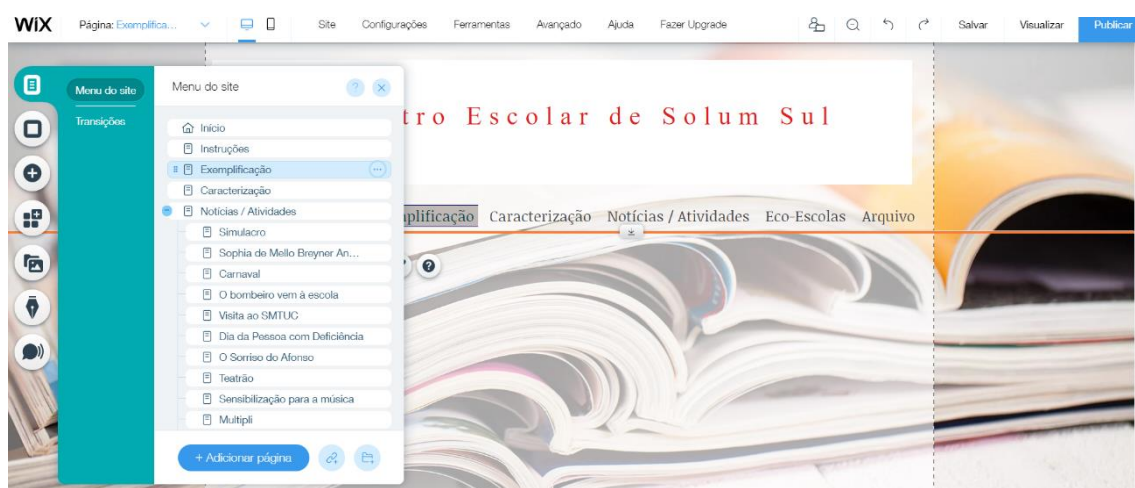 WiX Página: Exemplifica... Site Configurações Ferramentas Avançado Ajuda Fazer Upgrade Salvar Visualizar Publicar
Menu do site
Transições
Menu do site ?
Início
Instruções
Exemplificação
Caracterização
Notícias / Atividades
Simulacro
Sophia de Mello Breyner An...
Carnaval
O bombeiro vem à escola
Visita ao SMTUC
Dia da Pessoa com Deficiência
O Sorriso do Afonso
Teatrão
Sensibilização para a música
Multipli
+ Adicionar página
tro Escolar de Solum Sul
plificação Caracterização Notícias / Atividades Eco-Escolas Arquivo
?